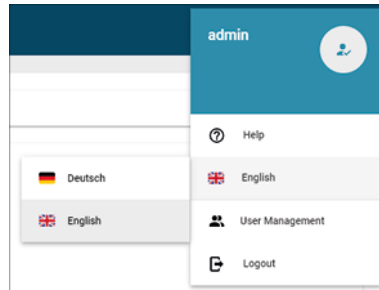 admin
Help
English
User Management
Logout
Deutsch
English